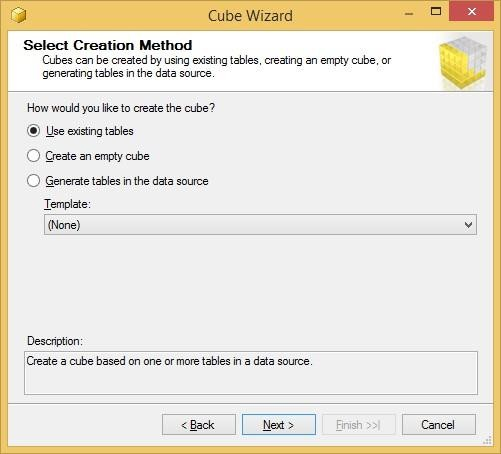 Cube Wizard
Select Creation Method
Cubes can be created by using existing tables, creating an empty cube, or
generating tables in the data source.
How would you like to create the cube?
Use existing tables
Create an empty cube
Generate tables in the data source
Template:
(None)
Description:
Create a cube based on one or more tables in a data source.
< Back Next > Finish >>| Cancel